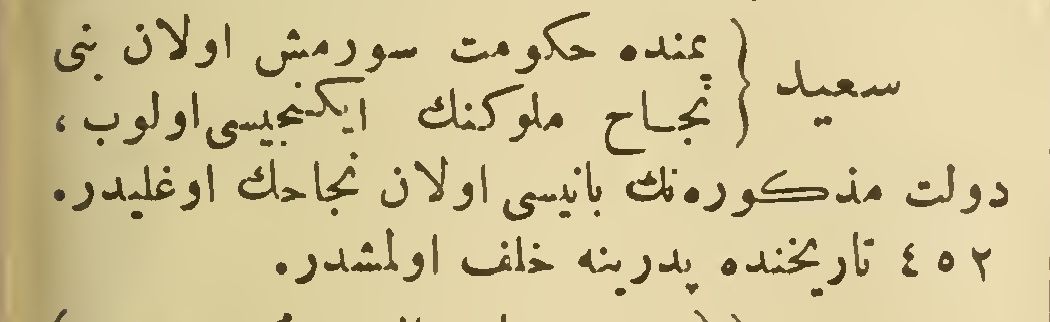 سعید { یمنده حکومت سورمش اولان بنی
نجاح ملوکنك ایکنجیسی اولوب،
دولت مذکوره‌نك بانیسی اولان نجاحك اوغلیدر.
٤٥٢ تاریخنده پدرینه خلف اولمشدر.